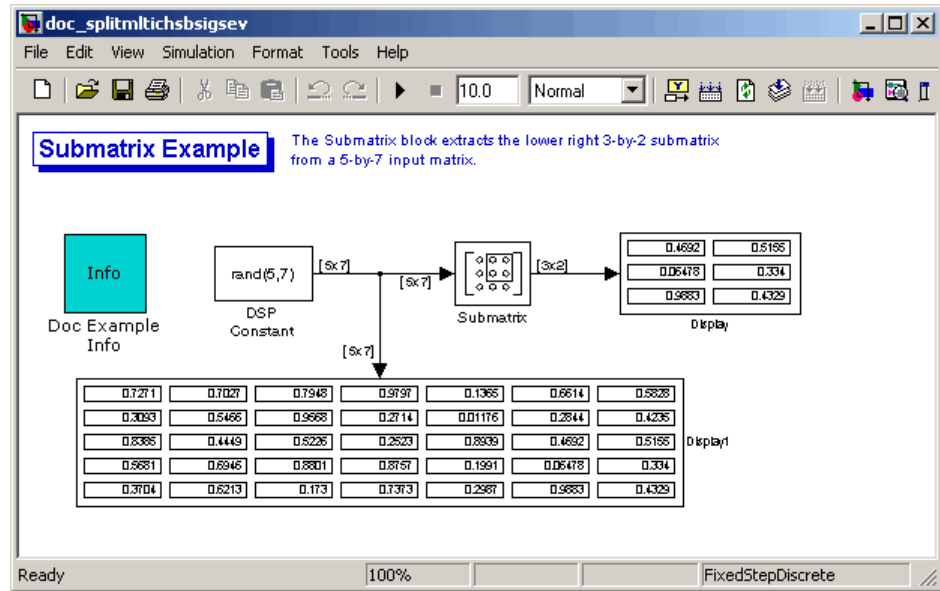 doc_splitmltichsbsigsev
File Edit View Simulation Format Tools Help
10.0 Normal
Submatrix Example
The Submatrix block extracts the lower right 3-by-2 submatrix
from a 5-by-7 input matrix.
Info
Doc Example
Info
rand(5,7)
DSP
Constant
[5x7]
[5x7]
[5x7]
Submatrix
[3x2]
0.4692 0.5155
0.06478 0.334
0.9883 0.4329
Display
0.7271 0.7027 0.7948 0.9797 0.1365 0.6614 0.5828
0.3093 0.5466 0.9568 0.2714 0.01176 0.2844 0.4235
0.8385 0.4449 0.5226 0.2523 0.8939 0.4692 0.5155
0.5681 0.6946 0.8801 0.8757 0.1991 0.06478 0.334
0.3704 0.6213 0.173 0.7373 0.2987 0.9883 0.4329
Display1
Ready 100% FixedStepDiscrete